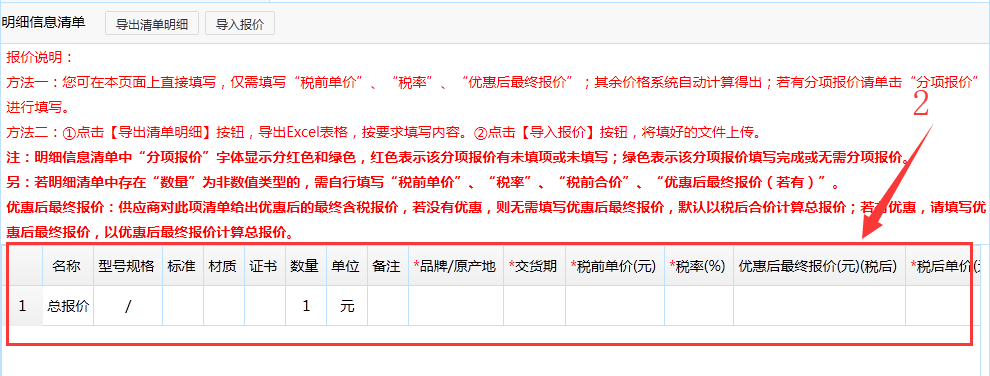 明细信息清单 导出清单明细 导入报价
报价说明：
方法一：您可在本页面上直接填写，仅需填写“税前单价”、“税率”、“优惠后最终报价”；其余价格系统自动计算得出；若有分项报价请单击“分项报价”
进行填写。
方法二：①点击【导出清单明细】按钮，导出Excel表格，按要求填写内容。②点击【导入报价】按钮，将填好的文件上传。
2
注：明细信息清单中“分项报价”字体显示分红色和绿色，红色表示该分项报价有未填项或未填写；绿色表示该分项报价填写完成或无需分项报价。
另：若明细清单中存在“数量”为非数值类型的，需自行填写“税前单价”、“税率”、“税前合价”、“优惠后最终报价（若有）”。
优惠后最终报价：供应商对此项清单给出优惠后的最终含税报价，若没有优惠，则无需填写优惠后最终报价，默认以税后合价计算总报价；若有优惠，请填写优
惠后最终报价，以优惠后最终报价计算总报价。
名称 型号规格 标准 材质 证书 数量 单位 备注 *品牌/原产地 *交货期 *税前单价(元) *税率(%) 优惠后最终报价(元)(税后) *税后单价(
1 总报价 / 1 元